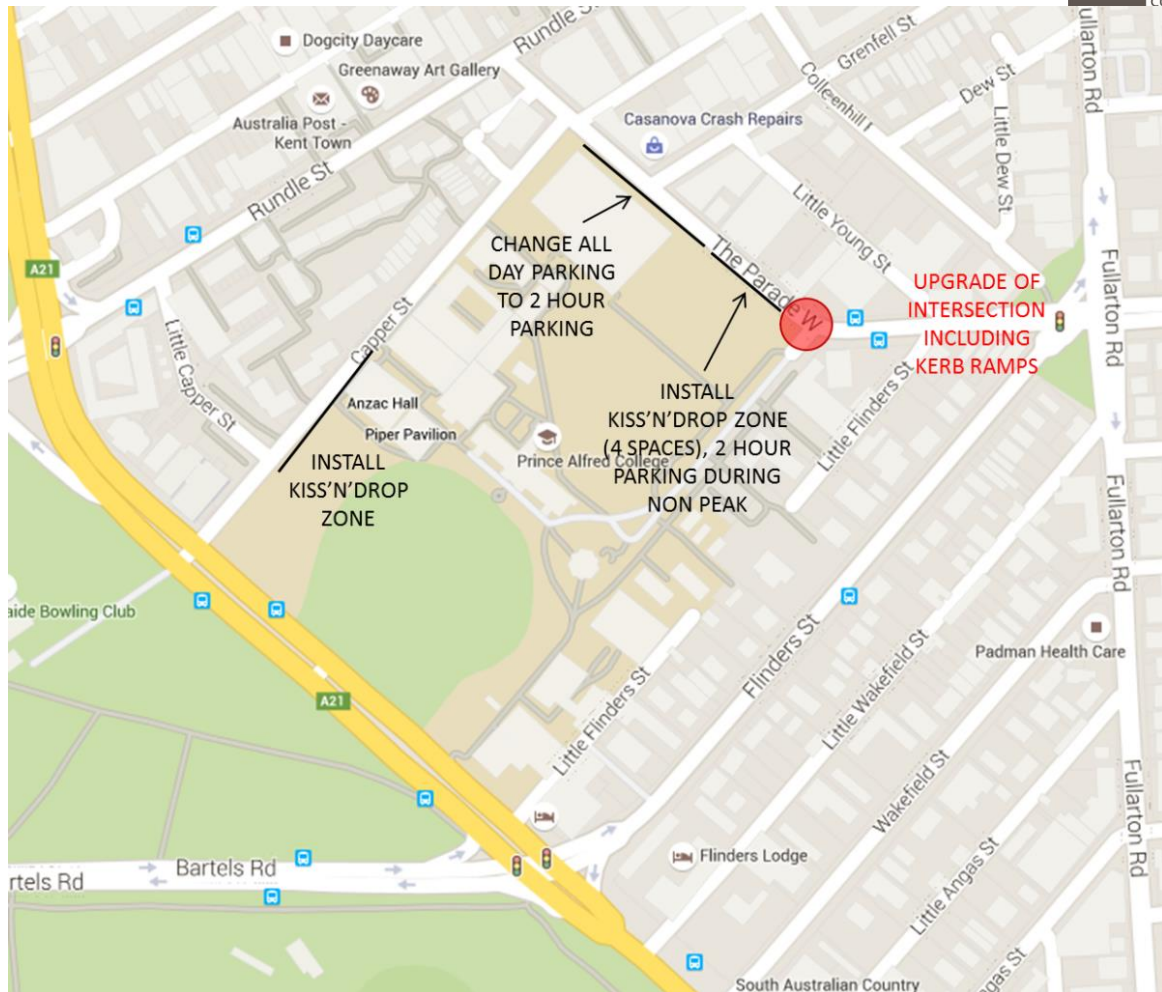 Dogcity Daycare
Greenaway Art Gallery
Australia Post -
Kent Town
Rundle St
Rundle St
Casanova Crash Repairs
Grenfell St
Colleenhill
Dew St
Little Dew St
ullarton Rd
Little Young St
The Parade W
CHANGE ALL
DAY PARKING
TO 2 HOUR
PARKING
UPGRADE OF
INTERSECTION
INCLUDING
KERB RAMPS
Fullarton Rd
A21
Capper St
Little Capper St
Anzac Hall
Piper Pavilion
Prince Alfred College
INSTALL
KISS'N'DROP
ZONE
INSTALL
KISS'N'DROP ZONE
(4 SPACES), 2 HOUR
PARKING DURING
NON PEAK
Little Flinders St
Fullarton Rd
aide Bowling Club
A21
Flinders St
Little Flinders St
Little Wakefield St
Padman Health Care
Wakefield St
Fullarton Rd
Bartels Rd
rtels Rd
Flinders Lodge
Little Angas St
ngas St
South Australian Country